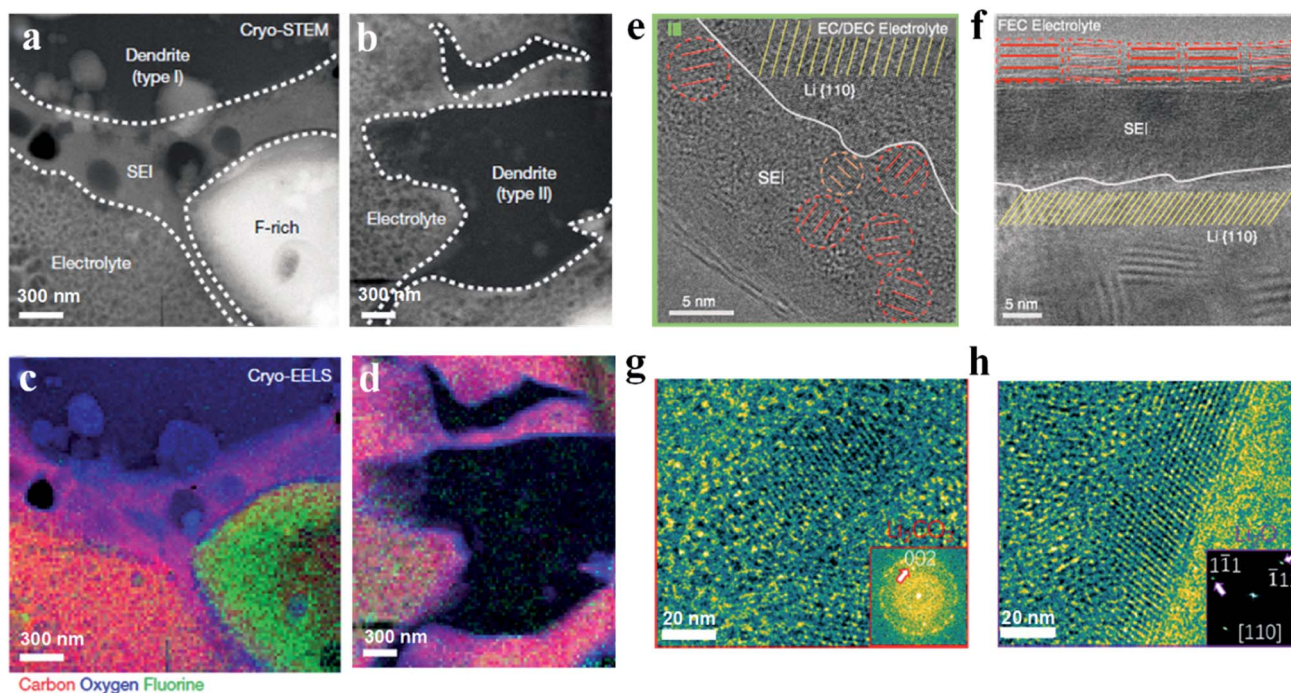 a
Cryo-STEM
Dendrite
(type I)
SEI
F-rich
Electrolyte
300 nm
b
Dendrite
(type II)
Electrolyte
300 nm
e
EC/DEC Electrolyte
Li {110}
SEI
5 nm
f
FEC Electrolyte
SEI
Li {110}
5 nm
c
Cryo-EELS
300 nm
Carbon Oxygen Fluorine
d
300 nm
g
002
20 nm
h
11̅1
[110]
20 nm